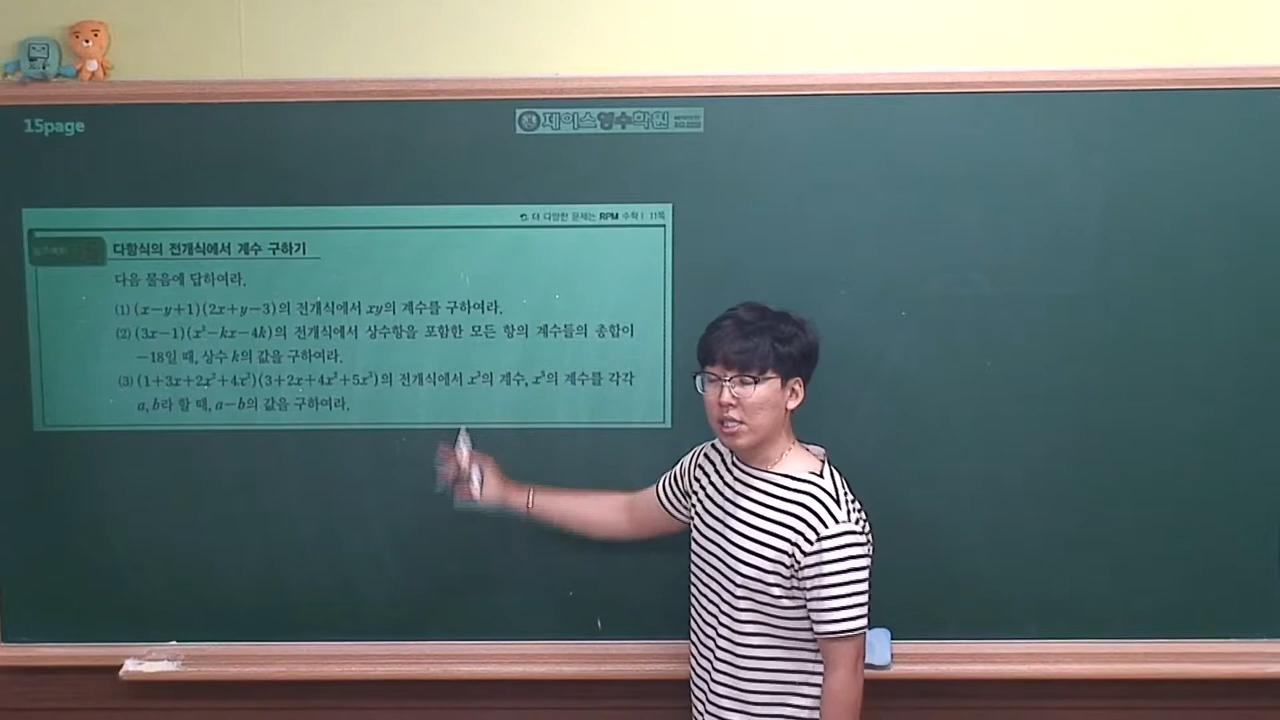 15page
제이스영수학원
더 다양한 문제는 RPM 수학 I 11쪽
다항식의 전개식에서 계수 구하기
다음 물음에 답하여라.
(1) (x-y+1)(2x+y-3)의 전개식에서 xy의 계수를 구하여라.
(2) (3x-1)(x²-kx-4k)의 전개식에서 상수항을 포함한 모든 항의 계수들의 총합이
-18일 때, 상수 k의 값을 구하여라.
(3) (1+3x+2x²+4x³)(3+2x+4x²+5x³)의 전개식에서 x³의 계수, x⁵의 계수를 각각
a, b라 할 때, a-b의 값을 구하여라.